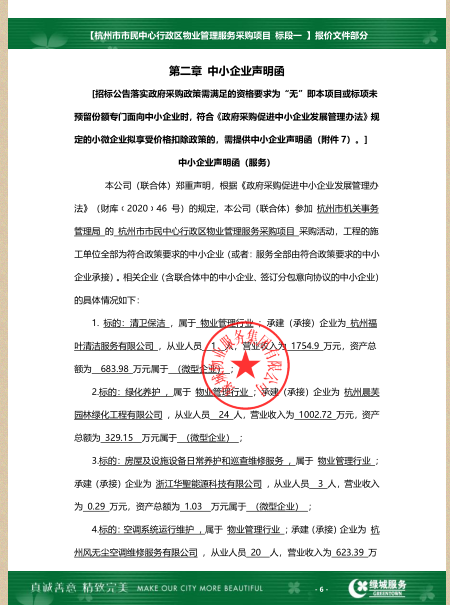 【杭州市市民中心行政区物业管理服务采购项目 标段一 】报价文件部分
第二章 中小企业声明函
[招标公告落实政府采购政策需满足的资格要求为“无”即本项目或标项未
预留份额专门面向中小企业时，符合《政府采购促进中小企业发展管理办法》规
定的小微企业拟享受价格扣除政策的，需提供中小企业声明函（附件 7）。]
中小企业声明函（服务）
本公司（联合体）郑重声明，根据《政府采购促进中小企业发展管理办
法》（财库﹝2020﹞46 号）的规定，本公司（联合体）参加 杭州市机关事务
管理局 的 杭州市市民中心行政区物业管理服务采购项目 采购活动，工程的施
工单位全部为符合政策要求的中小企业（或者：服务全部由符合政策要求的中小
企业承接）。相关企业（含联合体中的中小企业、签订分包意向协议的中小企业）
的具体情况如下：
1. 标的：清卫保洁 ，属于 物业管理行业 ；承建（承接）企业为 杭州福
叶清洁服务有限公司 ，从业人员 1 人，营业收入为 1754.9 万元，资产总
额为 683.98 万元属于 （微型企业） ；
2.标的：绿化养护 ，属于 物业管理行业 ；承建（承接）企业为 杭州晨芙
园林绿化工程有限公司 ，从业人员 24 人，营业收入为 1002.72 万元，资产
总额为 329.15 万元属于 （微型企业） ；
3.标的：房屋及设施设备日常养护和巡查维修服务 ，属于 物业管理行业 ；
承建（承接）企业为 浙江华聖能源科技有限公司 ，从业人员 3 人，营业收入
为 0.29 万元，资产总额为 1.03 万元属于 （微型企业） ；
4.标的：空调系统运行维护 ，属于 物业管理行业 ；承建（承接）企业为 杭
州风无尘空调维修服务有限公司 ，从业人员 20 人，营业收入为 623.39 万
真诚善意 精致完美 MAKE OUR CITY MORE BEAUTIFUL
- 6 -
绿城服务
GREENTOWN